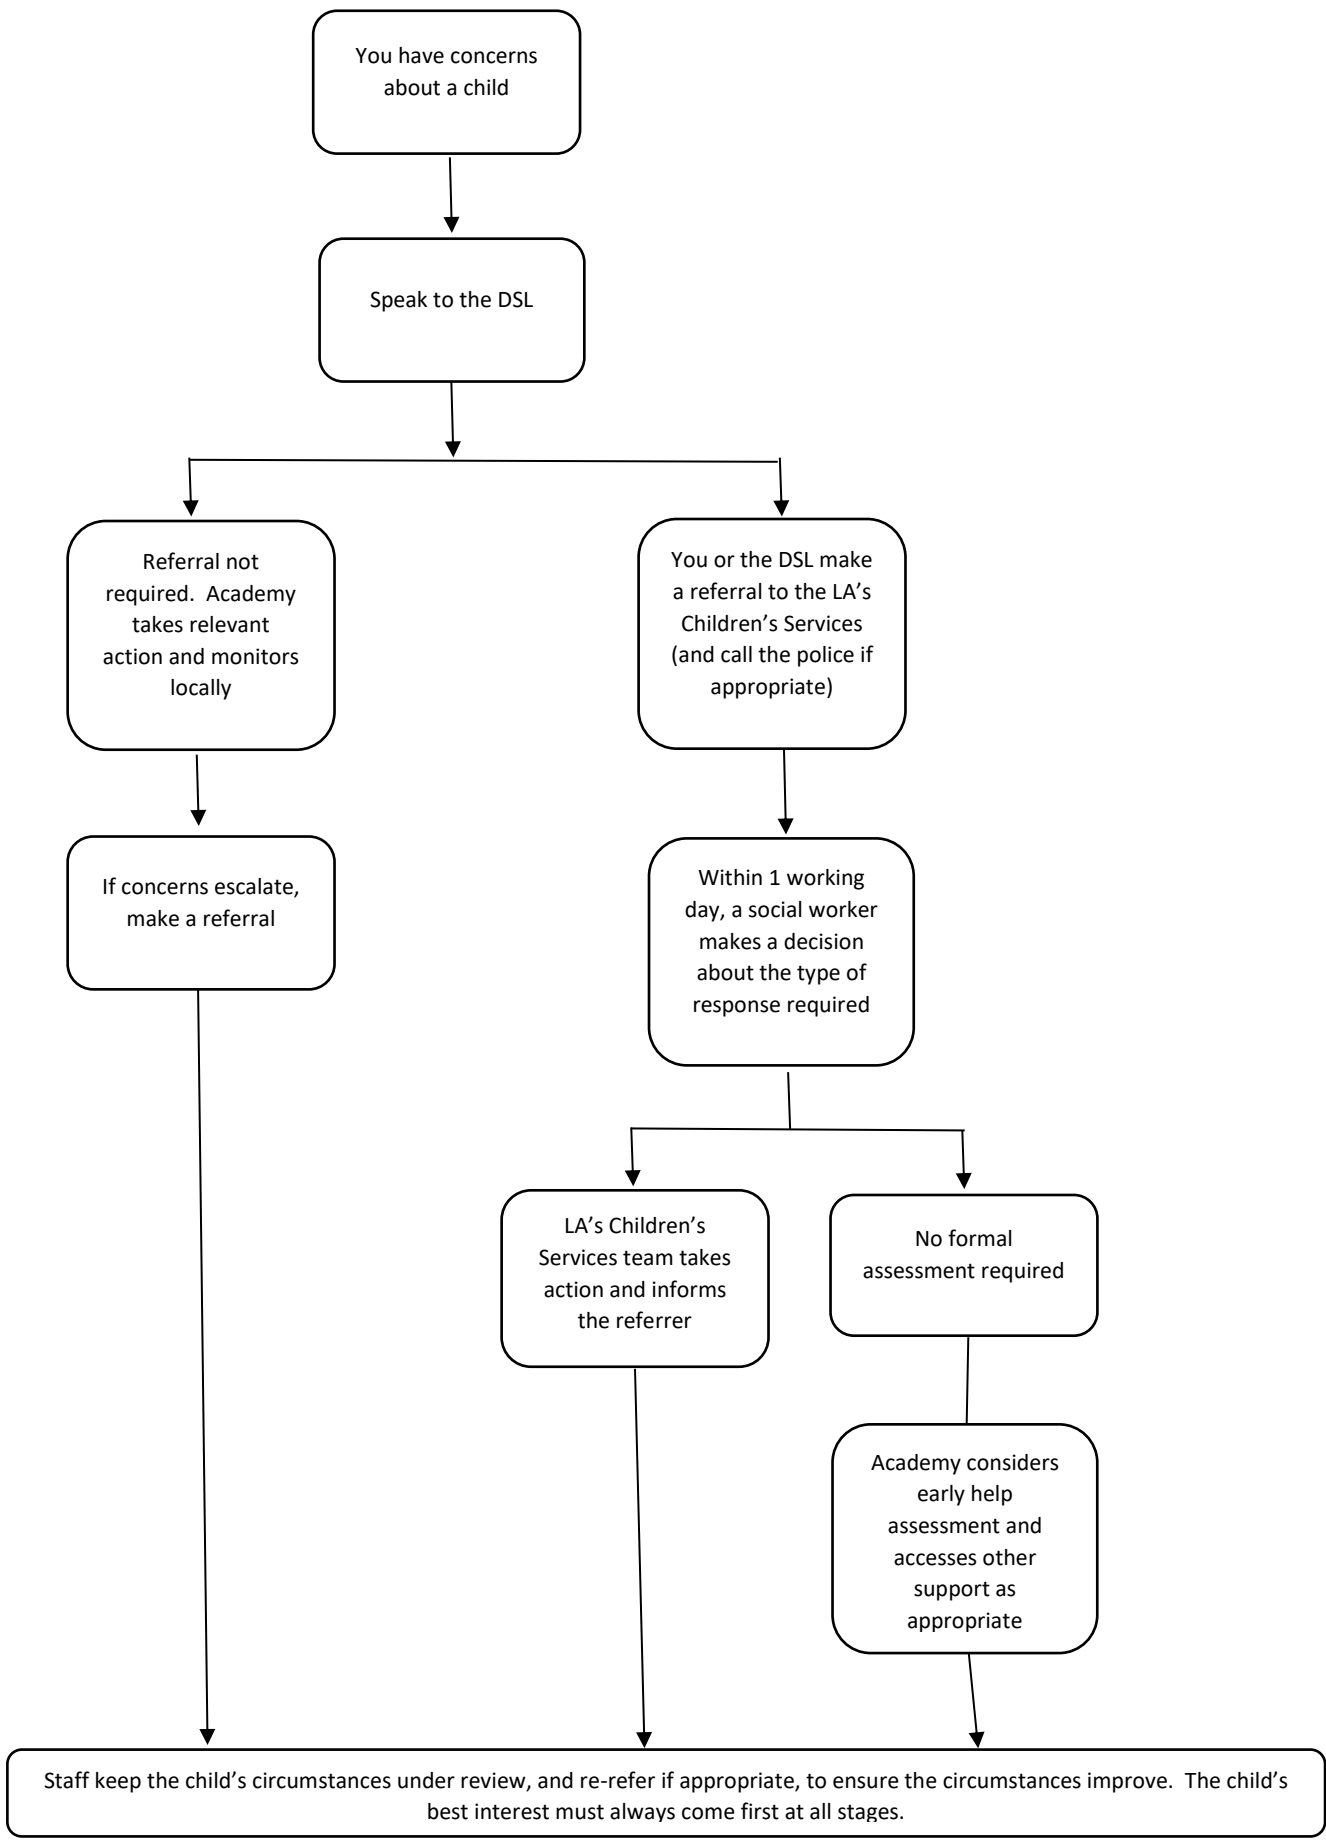 You have concerns
about a child
Speak to the DSL
Referral not
required.  Academy
takes relevant
action and monitors
locally
You or the DSL make
a referral to the LA’s
Children’s Services
(and call the police if
appropriate)
If concerns escalate,
make a referral
Within 1 working
day, a social worker
makes a decision
about the type of
response required
LA’s Children’s
Services team takes
action and informs
the referrer
No formal
assessment required
Academy considers
early help
assessment and
accesses other
support as
appropriate
Staff keep the child’s circumstances under review, and re-refer if appropriate, to ensure the circumstances improve.  The child’s
best interest must always come first at all stages.